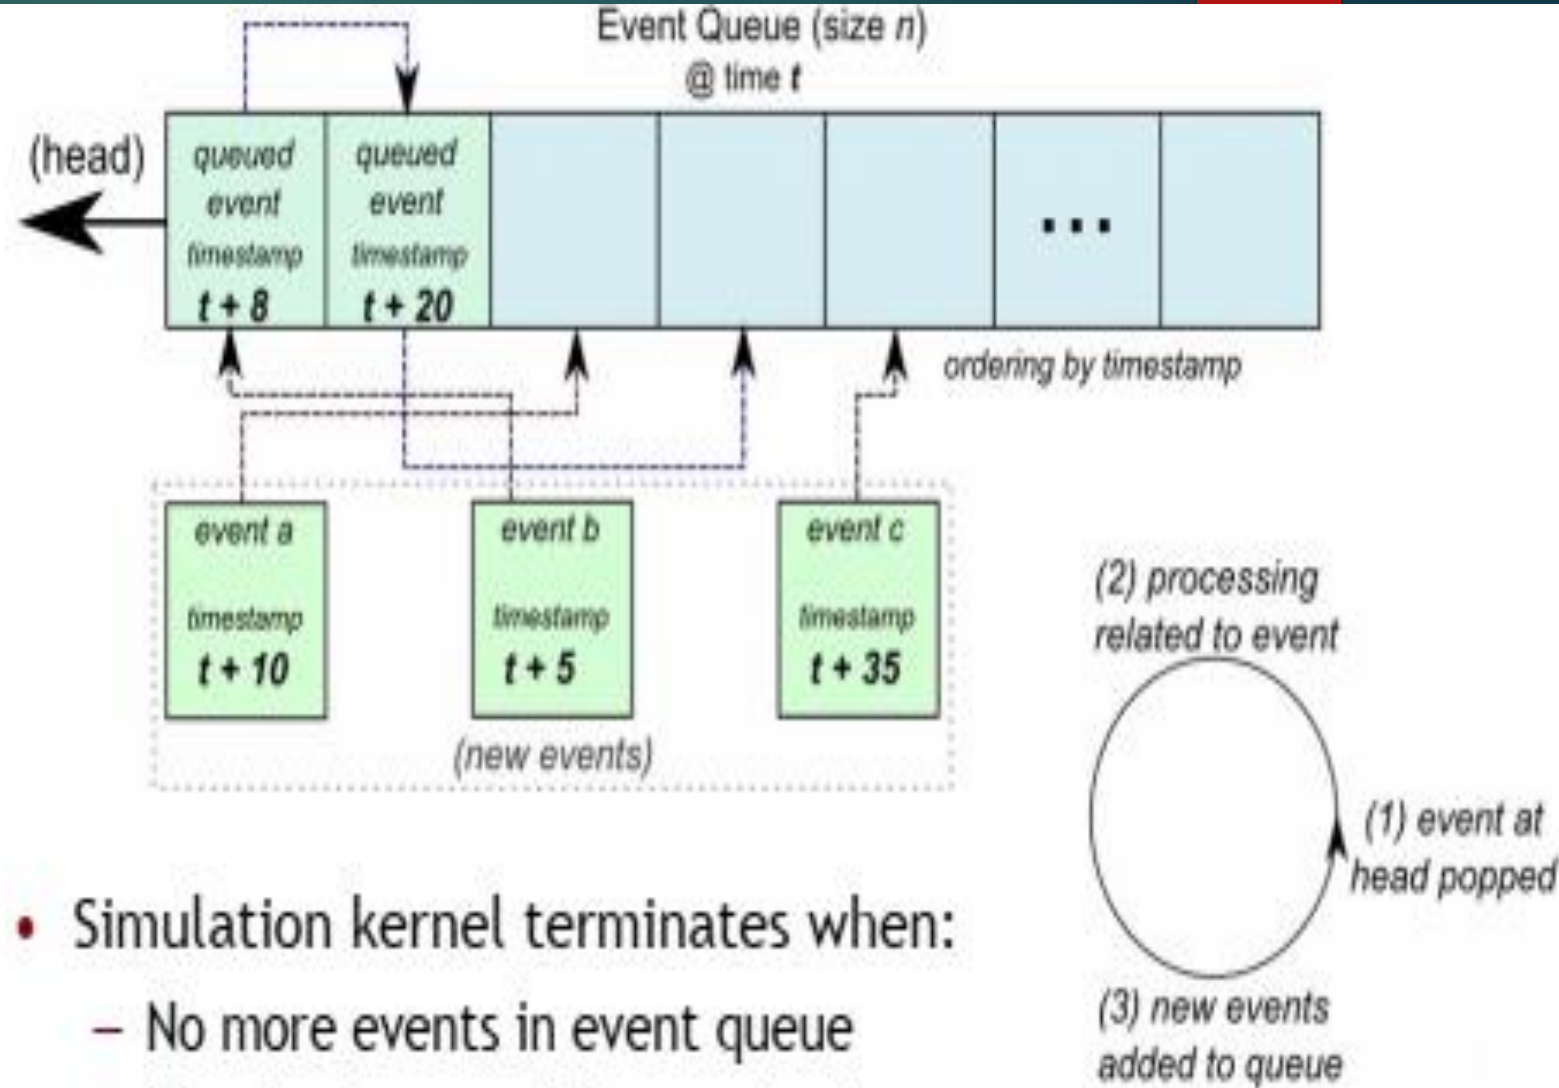 Event Queue (size n)
@ time t
(head)
queued
event
timestamp
t + 8
queued
event
timestamp
t + 20
...
ordering by timestamp
event a
timestamp
t + 10
event b
timestamp
t + 5
event c
timestamp
t + 35
(new events)
(2) processing
related to event
(1) event at
head popped
(3) new events
added to queue
• Simulation kernel terminates when:
– No more events in event queue